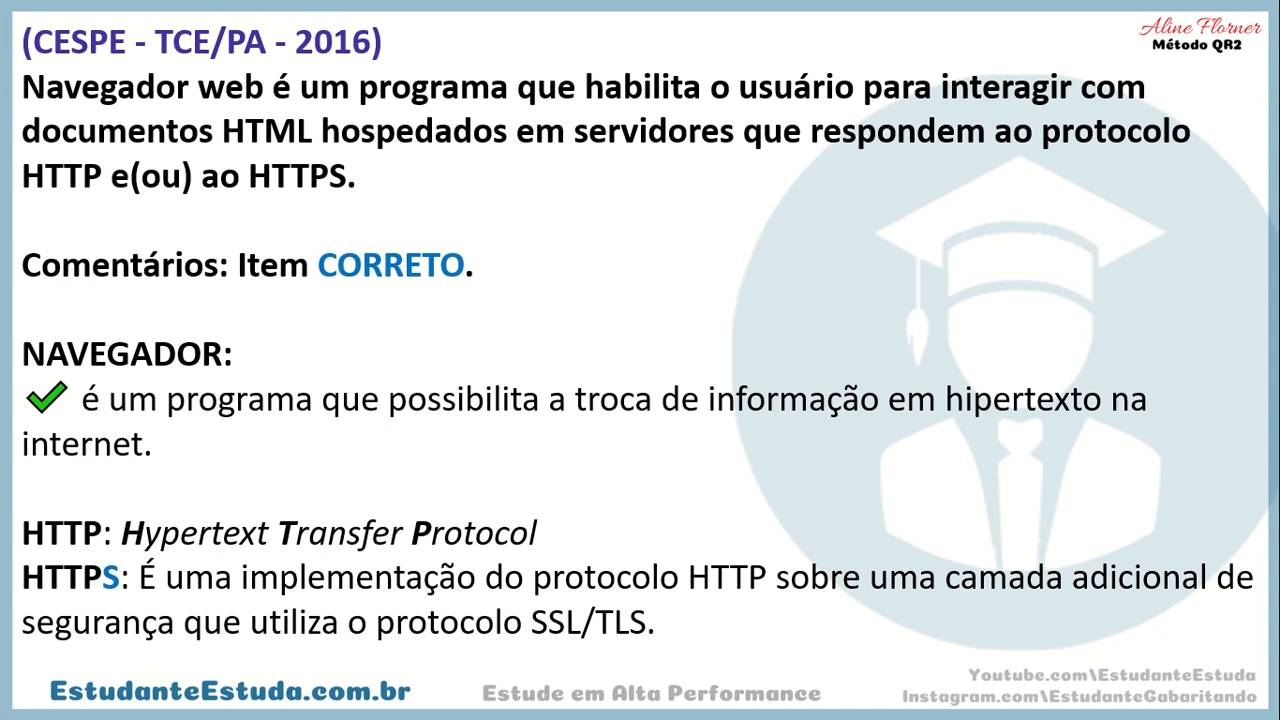 (CESPE - TCE/PA - 2016)
Aline Florner
Método QR2
Navegador web é um programa que habilita o usuário para interagir com
documentos HTML hospedados em servidores que respondem ao protocolo
HTTP e(ou) ao HTTPS.
Comentários: Item CORRETO.
NAVEGADOR:
é um programa que possibilita a troca de informação em hipertexto na
internet.
HTTP: Hypertext Transfer Protocol
HTTPS: É uma implementação do protocolo HTTP sobre uma camada adicional de
segurança que utiliza o protocolo SSL/TLS.
EstudanteEstuda.com.br
Estude em Alta Performance
Youtube.com\EstudanteEstuda
Instagram.com\EstudanteGabaritando